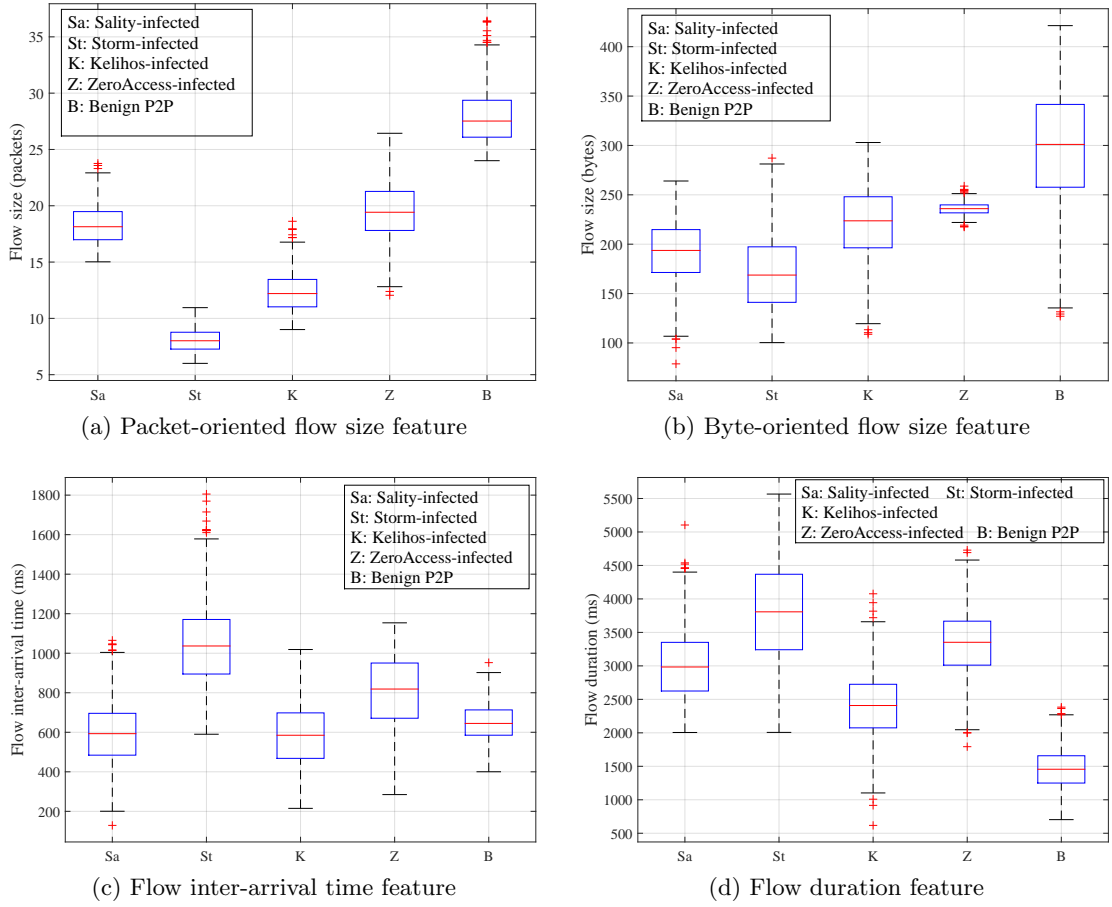 Sa: Sality-infected
St: Storm-infected
K: Kelihos-infected
Z: ZeroAccess-infected
B: Benign P2P
Flow size (packets)
35
30
25
20
15
10
5
Sa St K Z B
(a) Packet-oriented flow size feature
Sa: Sality-infected
St: Storm-infected
K: Kelihos-infected
Z: ZeroAccess-infected
B: Benign P2P
Flow size (bytes)
400
350
300
250
200
150
100
Sa St K Z B
(b) Byte-oriented flow size feature
Sa: Sality-infected
St: Storm-infected
K: Kelihos-infected
Z: ZeroAccess-infected
B: Benign P2P
Flow inter-arrival time (ms)
1800
1600
1400
1200
1000
800
600
400
200
Sa St K Z B
(c) Flow inter-arrival time feature
Sa: Sality-infected St: Storm-infected
K: Kelihos-infected
Z: ZeroAccess-infected B: Benign P2P
Flow duration (ms)
5500
5000
4500
4000
3500
3000
2500
2000
1500
1000
500
Sa St K Z B
(d) Flow duration feature